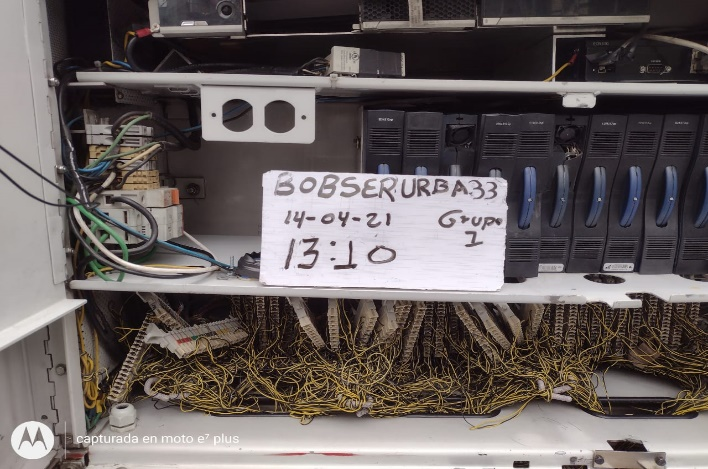 BOBSERURBA33
14-04-21 Grupo
1
13:10
capturada en moto e⁷ plus